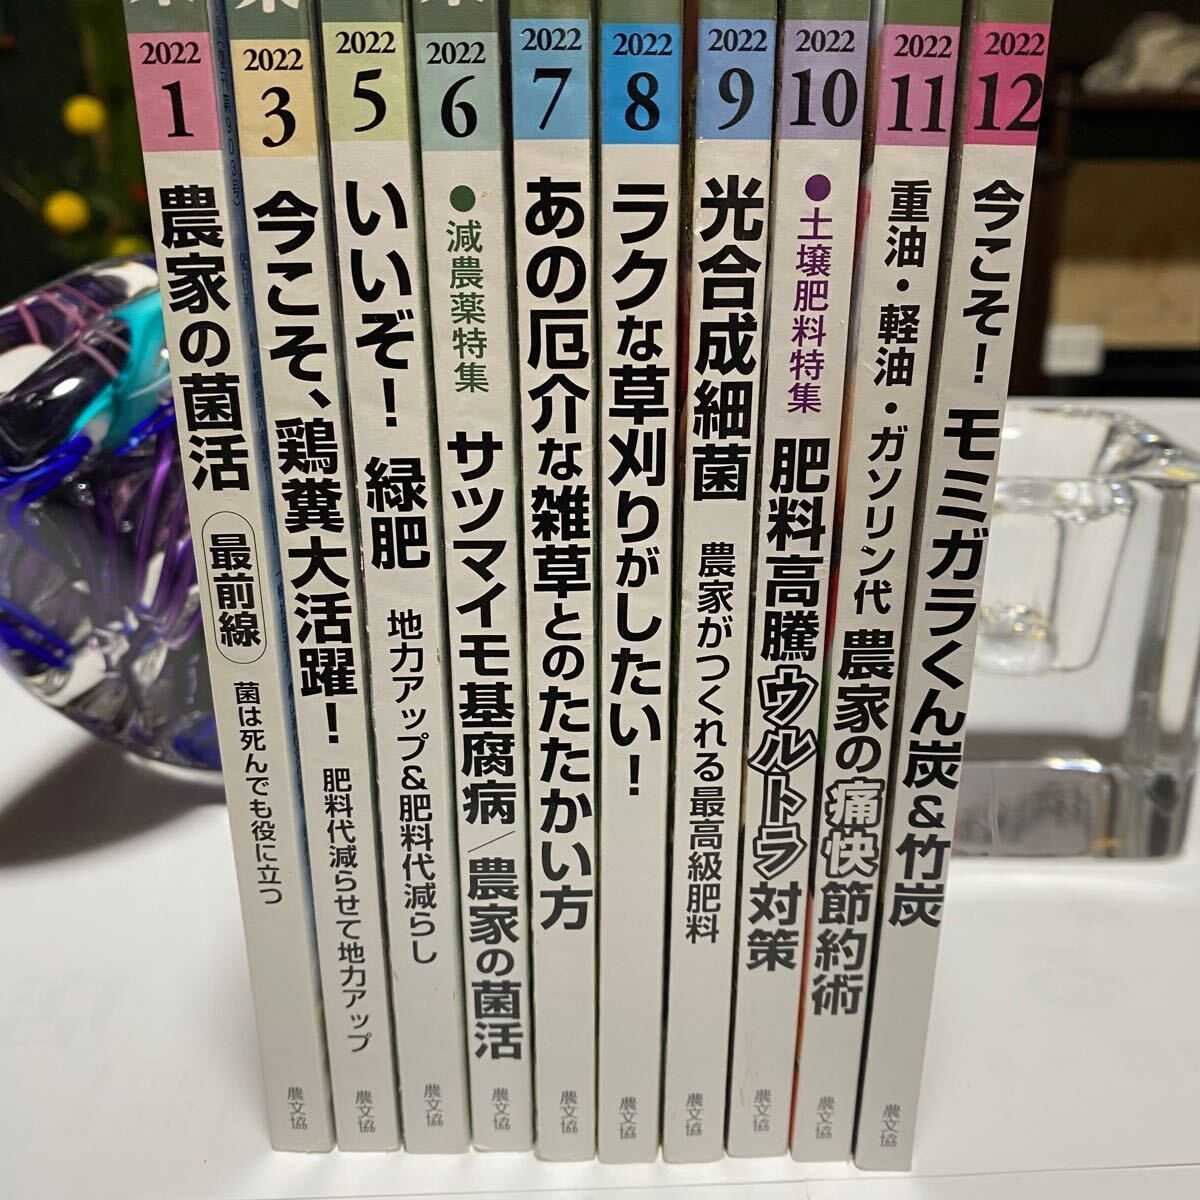 2022
1
農家の菌活
最前線
菌は死んでも役に立つ
農文協
2022
3
今こそ、鶏糞大活躍！
肥料代減らせて地力アップ
農文協
2022
5
いいぞ！ 緑肥
地力アップ&肥料代減らし
農文協
2022
6
●減農薬特集
サツマイモ基腐病／農家の菌活
農文協
2022
7
あの厄介な雑草とのたたかい方
農文協
2022
8
ラクな草刈りがしたい！
農文協
2022
9
光合成細菌
農家がつくれる最高級肥料
農文協
2022
10
●土壌肥料特集
肥料高騰ウルトラ対策
農文協
2022
11
重油・軽油・ガソリン代
農家の痛快節約術
農文協
2022
12
今こそ！ モミガラくん炭&竹炭
農文協